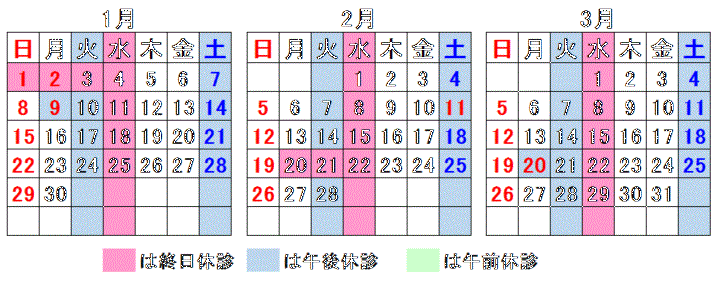 1月
日 月 火 水 木 金 土
1 2 3 4 5 6 7
8 9 10 11 12 13 14
15 16 17 18 19 20 21
22 23 24 25 26 27 28
29 30
2月
日 月 火 水 木 金 土
1 2 3 4
5 6 7 8 9 10 11
12 13 14 15 16 17 18
19 20 21 22 23 24 25
26 27 28
3月
日 月 火 水 木 金 土
1 2 3 4
5 6 7 8 9 10 11
12 13 14 15 16 17 18
19 20 21 22 23 24 25
26 27 28 29 30 31
は終日休診 は午後休診 は午前休診